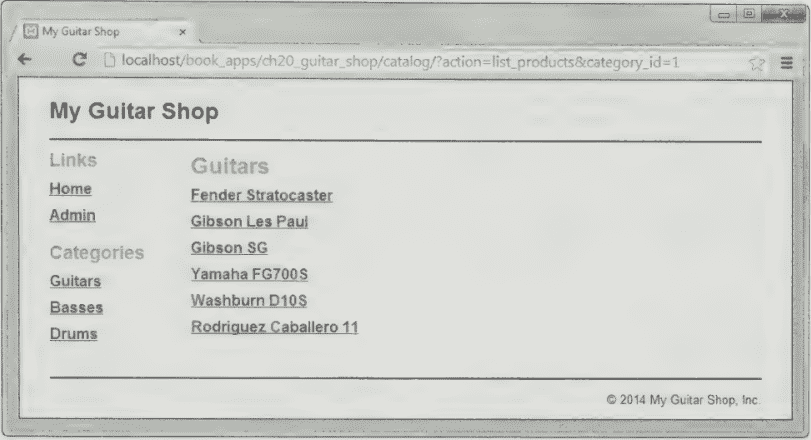 My Guitar Shop
localhost/book_apps/ch20_guitar_shop/catalog/?action=list_products&category_id=1
My Guitar Shop
Links
Home
Admin
Categories
Guitars
Basses
Drums
Guitars
Fender Stratocaster
Gibson Les Paul
Gibson SG
Yamaha FG700S
Washburn D10S
Rodriguez Caballero 11
© 2014 My Guitar Shop, Inc.